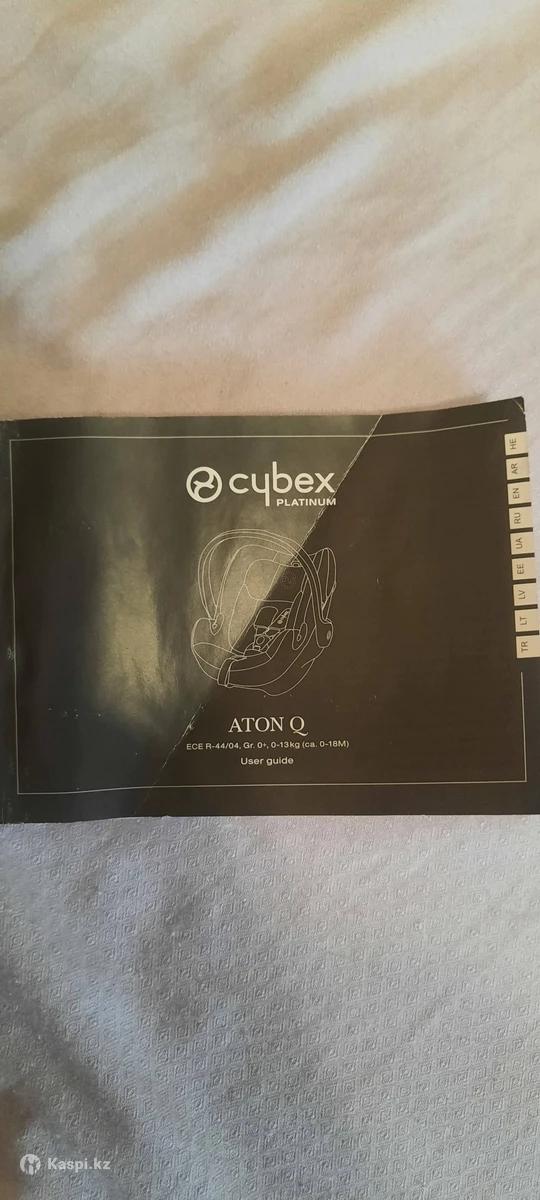 cybex
PLATINUM
ATON Q
ECE R-44/04, Gr. 0+, 0-13kg (ca. 0-18M)
User guide
HE
AR
EN
RU
UA
EE
LV
LT
TR
Kaspi.kz